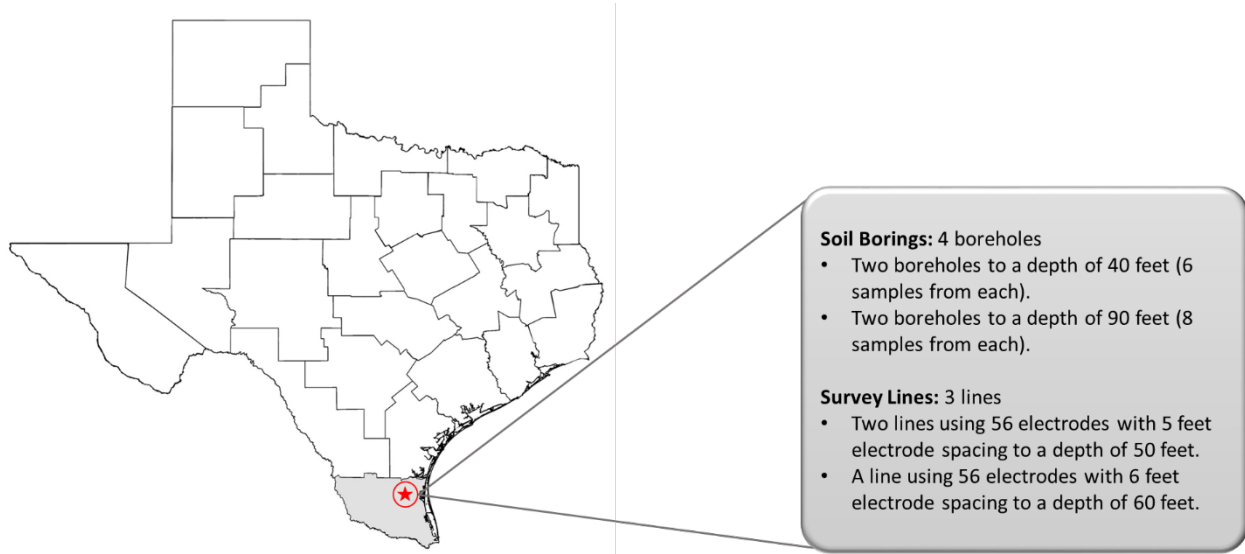 Soil Borings: 4 boreholes
• Two boreholes to a depth of 40 feet (6
samples from each).
• Two boreholes to a depth of 90 feet (8
samples from each).
Survey Lines: 3 lines
• Two lines using 56 electrodes with 5 feet
electrode spacing to a depth of 50 feet.
• A line using 56 electrodes with 6 feet
electrode spacing to a depth of 60 feet.